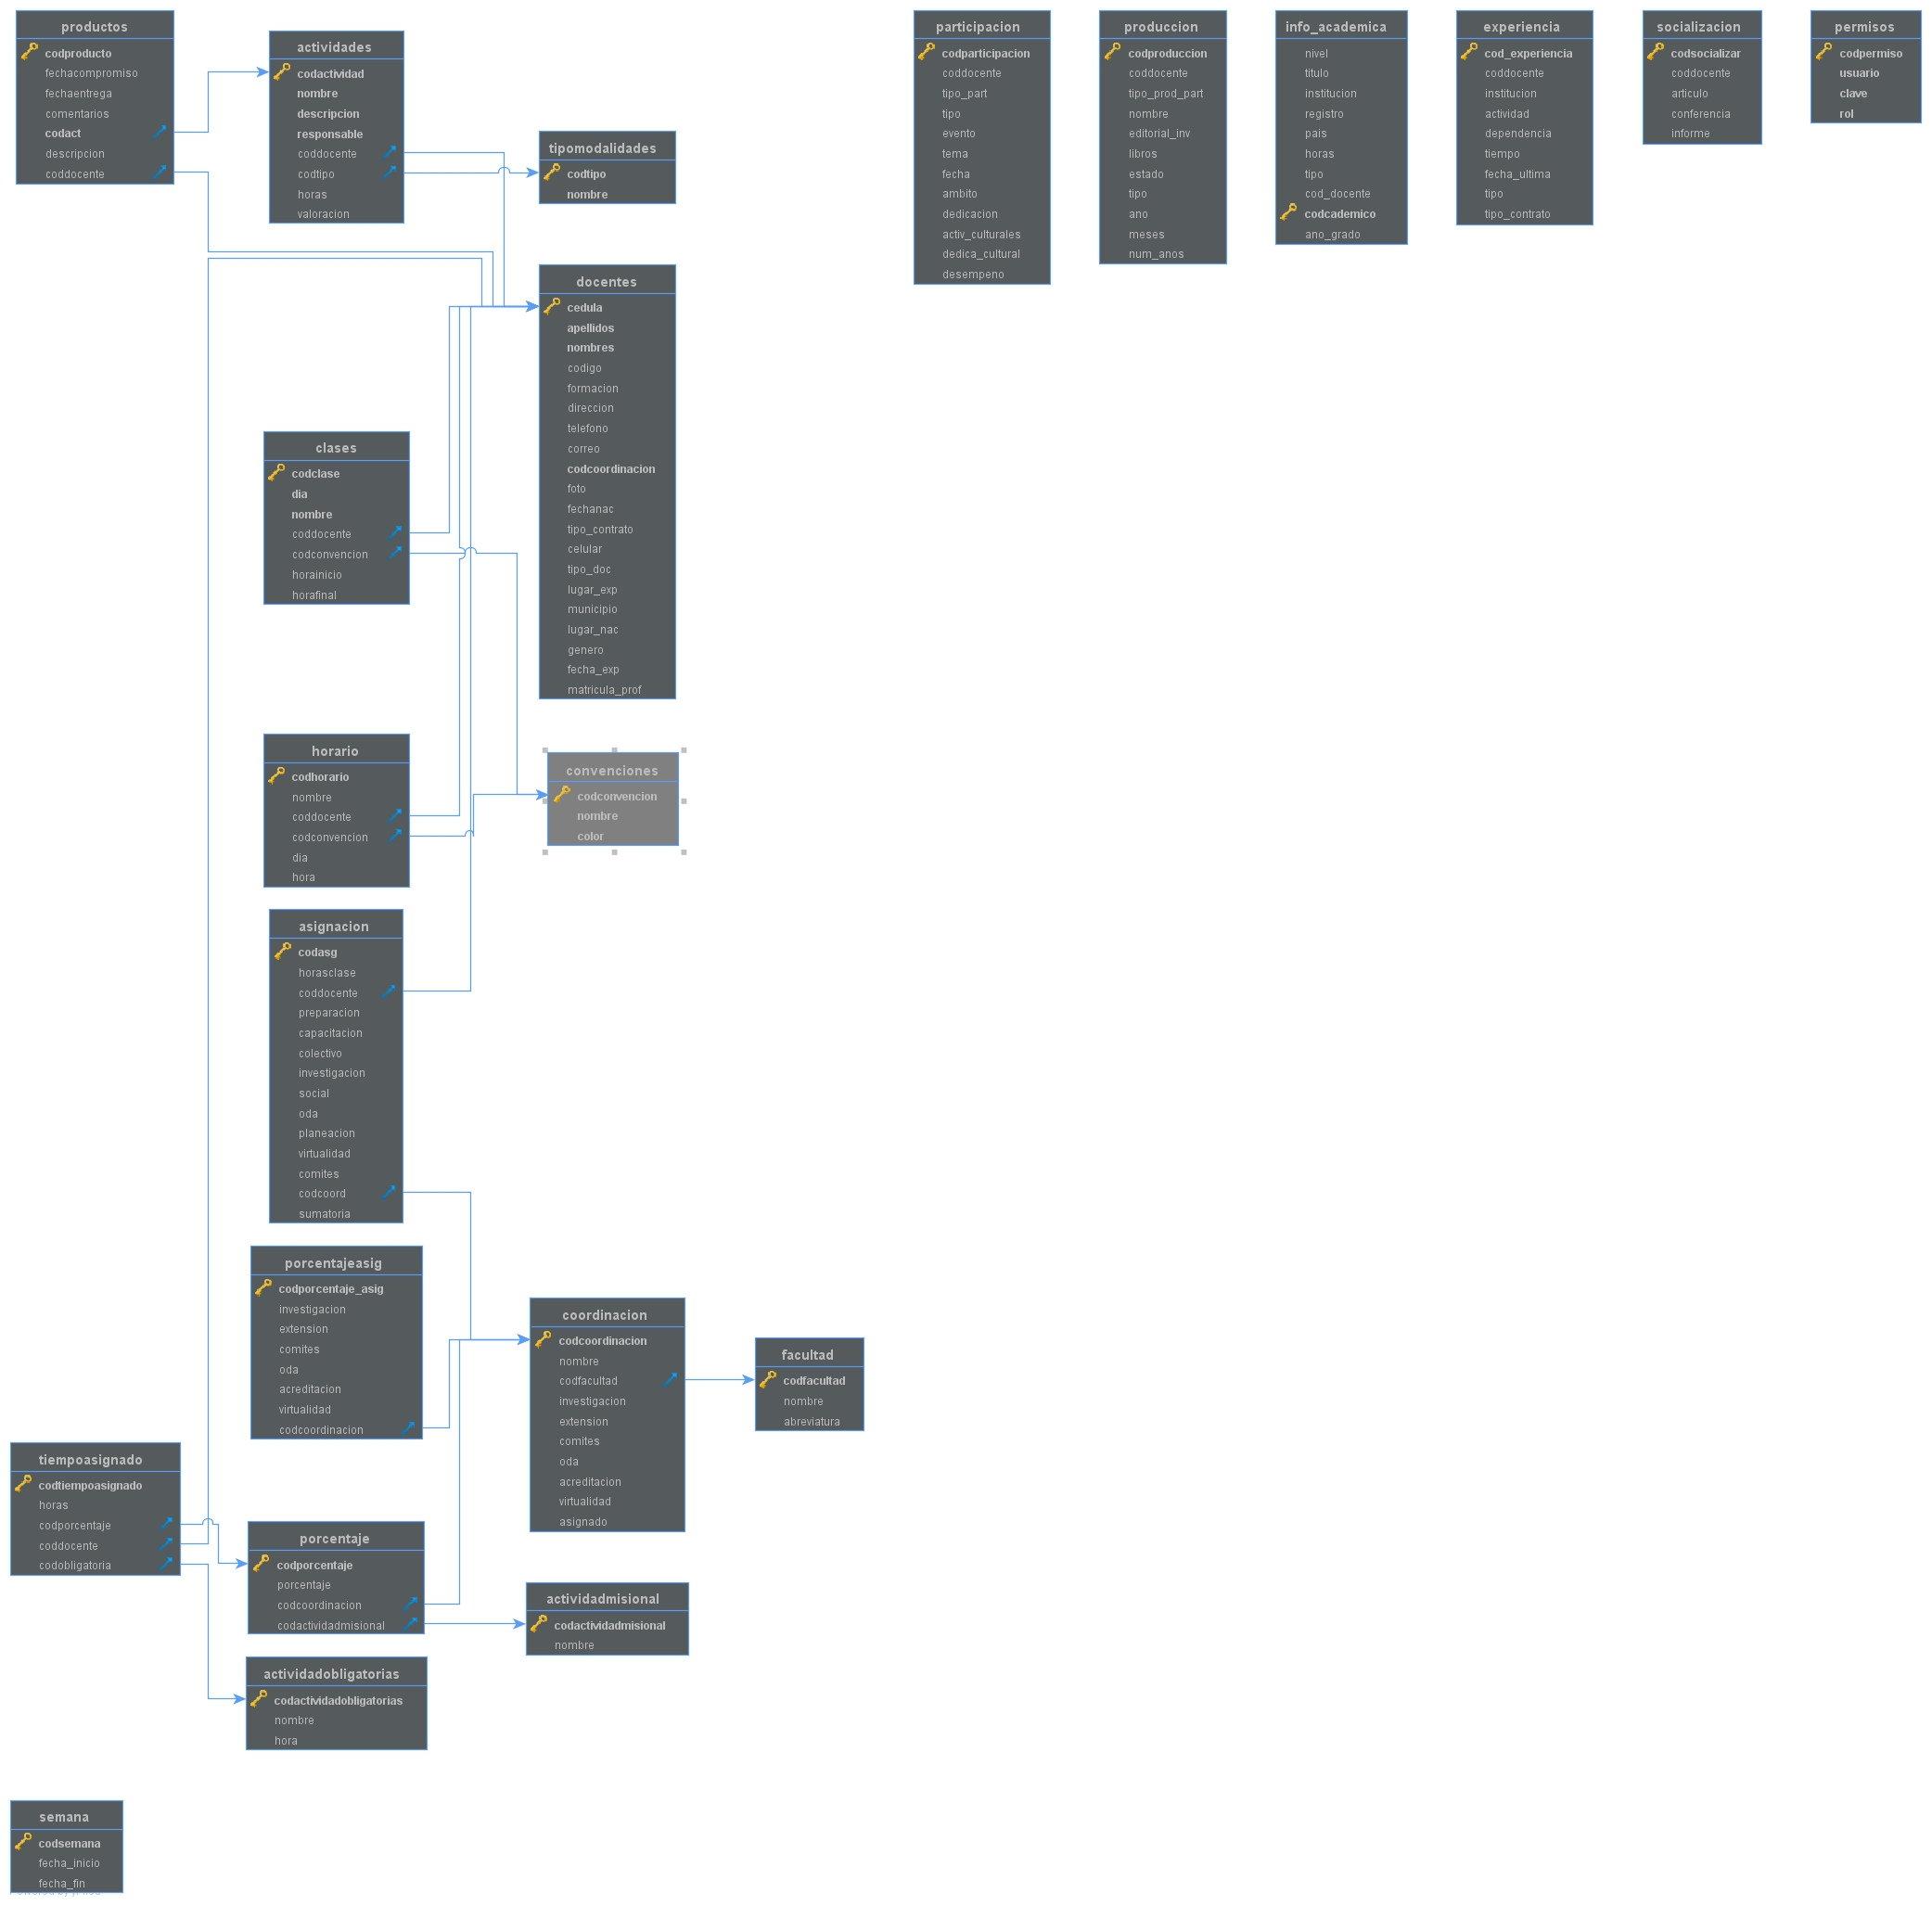 productos
codproducto
fechacompromiso
fechaentrega
comentarios
codact
descripcion
coddocente
actividades
codactividad
nombre
descripcion
responsable
coddocente
codtipo
horas
valoracion
tipomodalidades
codtipo
nombre
docentes
cedula
apellidos
nombres
codigo
formacion
direccion
telefono
correo
codcoordinacion
foto
fechanac
tipo_contrato
celular
tipo_doc
lugar_exp
municipio
lugar_nac
genero
fecha_exp
matricula_prof
clases
codclase
dia
nombre
coddocente
codconvencion
horainicio
horafinal
horario
codhorario
nombre
coddocente
codconvencion
dia
hora
convenciones
codconvencion
nombre
color
asignacion
codasg
horasclase
coddocente
preparacion
capacitacion
colectivo
investigacion
social
oda
planeacion
virtualidad
comites
codcoord
sumatoria
porcentajeasig
codporcentaje_asig
investigacion
extension
comites
oda
acreditacion
virtualidad
codcoordinacion
coordinacion
codcoordinacion
nombre
codfacultad
investigacion
extension
comites
oda
acreditacion
virtualidad
asignado
facultad
codfacultad
nombre
abreviatura
tiempoasignado
codtiempoasignado
horas
codporcentaje
coddocente
codobligatoria
porcentaje
codporcentaje
porcentaje
codcoordinacion
codactividadmisional
actividadmisional
codactividadmisional
nombre
actividadobligatorias
codactividadobligatorias
nombre
hora
semana
codsemana
fecha_inicio
fecha_fin
participacion
codparticipacion
coddocente
tipo_part
tipo
evento
tema
fecha
ambito
dedicacion
activ_culturales
dedica_cultural
desempeno
produccion
codproduccion
coddocente
tipo_prod_part
nombre
editorial_inv
libros
estado
tipo
ano
meses
num_anos
info_academica
nivel
titulo
institucion
registro
pais
horas
tipo
cod_docente
codcademico
ano_grado
experiencia
cod_experiencia
coddocente
institucion
actividad
dependencia
tiempo
fecha_ultima
tipo
tipo_contrato
socializacion
codsocializar
coddocente
articulo
conferencia
informe
permisos
codpermiso
usuario
clave
rol